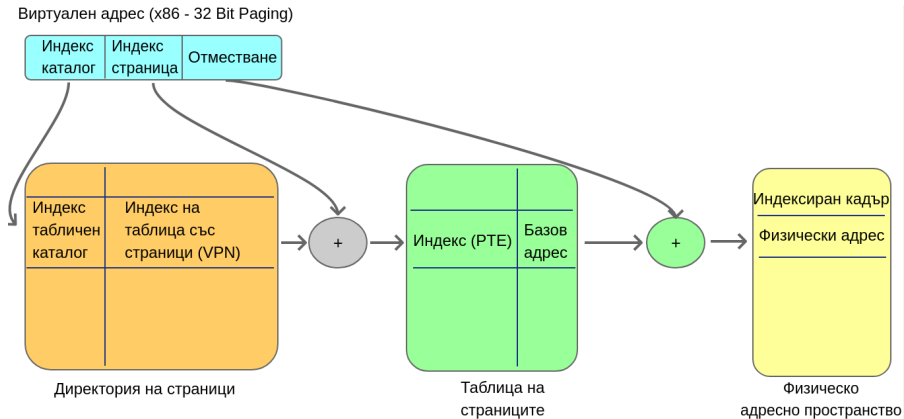 Виртуален адрес (x86 - 32 Bit Paging)
Индекс
каталог
Индекс
страница
Отместване
Индекс
табличен
каталог
Индекс на
таблица със
страници (VPN)
+
Индекс (PTE)
Базов
адрес
+
Индексиран кадър
Физически адрес
Директория на страници
Таблица на
страниците
Физическо
адресно пространство